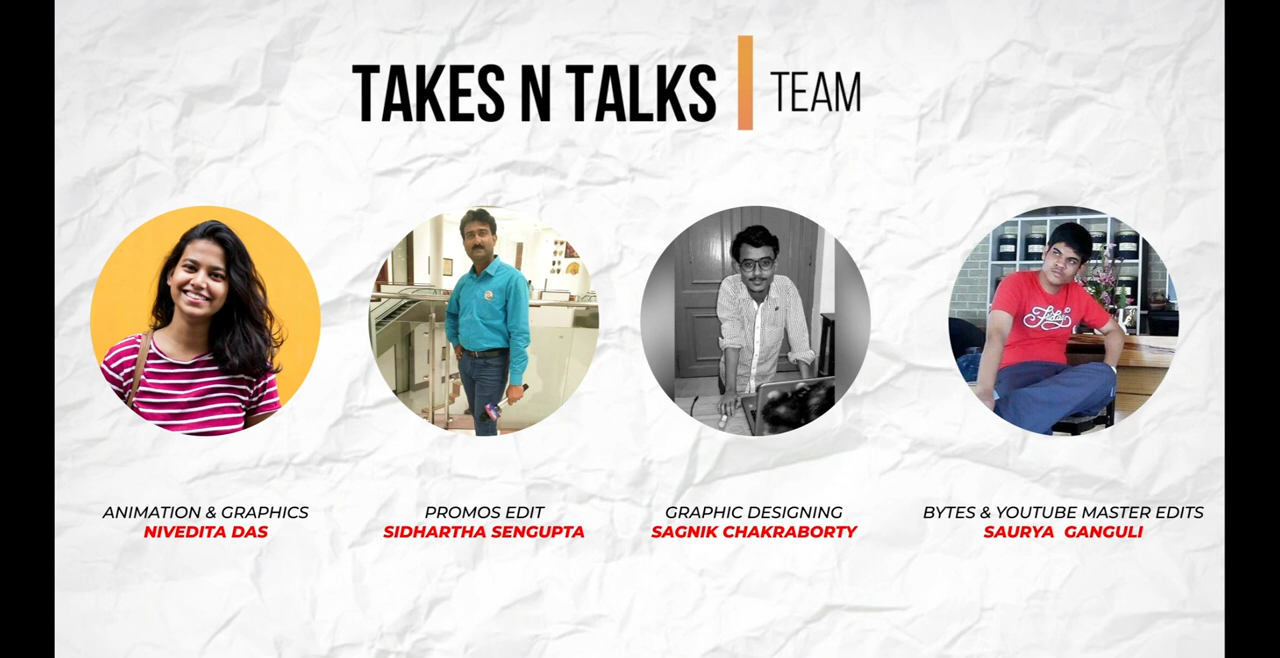 TAKES N TALKS TEAM
ANIMATION & GRAPHICS
NIVEDITA DAS
PROMOS EDIT
SIDHARTHA SENGUPTA
GRAPHIC DESIGNING
SAGNIK CHAKRABORTY
BYTES & YOUTUBE MASTER EDITS
SAURYA GANGULI